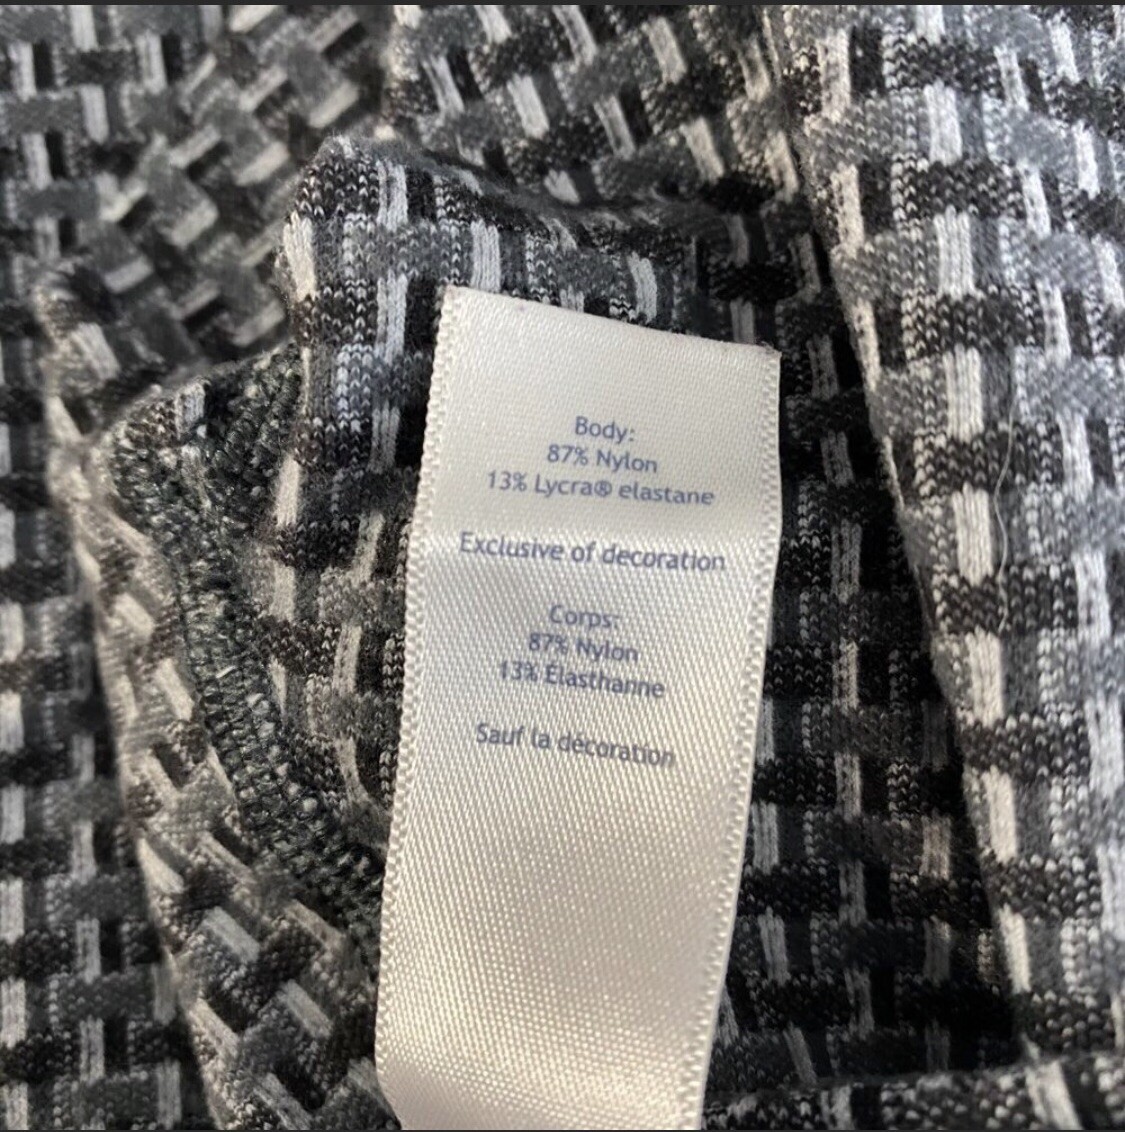 Body:
87% Nylon
13% Lycra® elastane
Exclusive of decoration
Corps:
87% Nylon
13% Elasthanne
Sauf la décoration